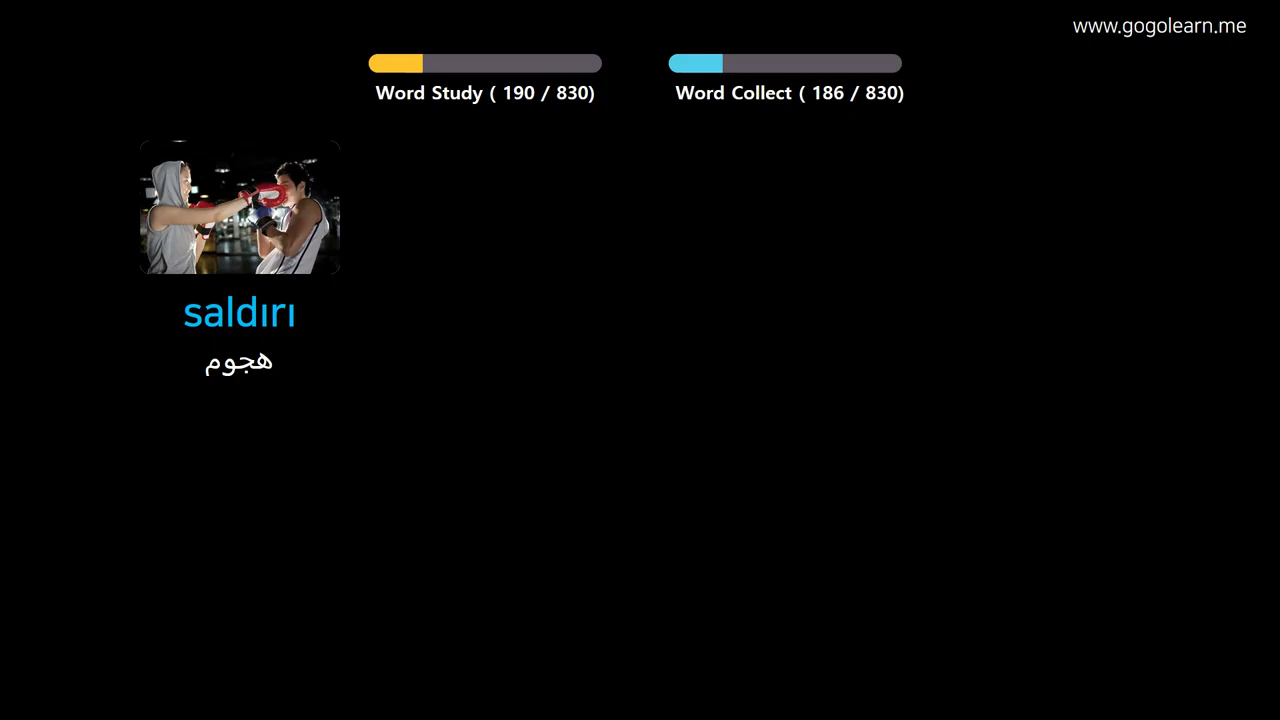 www.gogolearn.me
Word Study ( 190 / 830)
Word Collect ( 186 / 830)
saldırı
هجوم